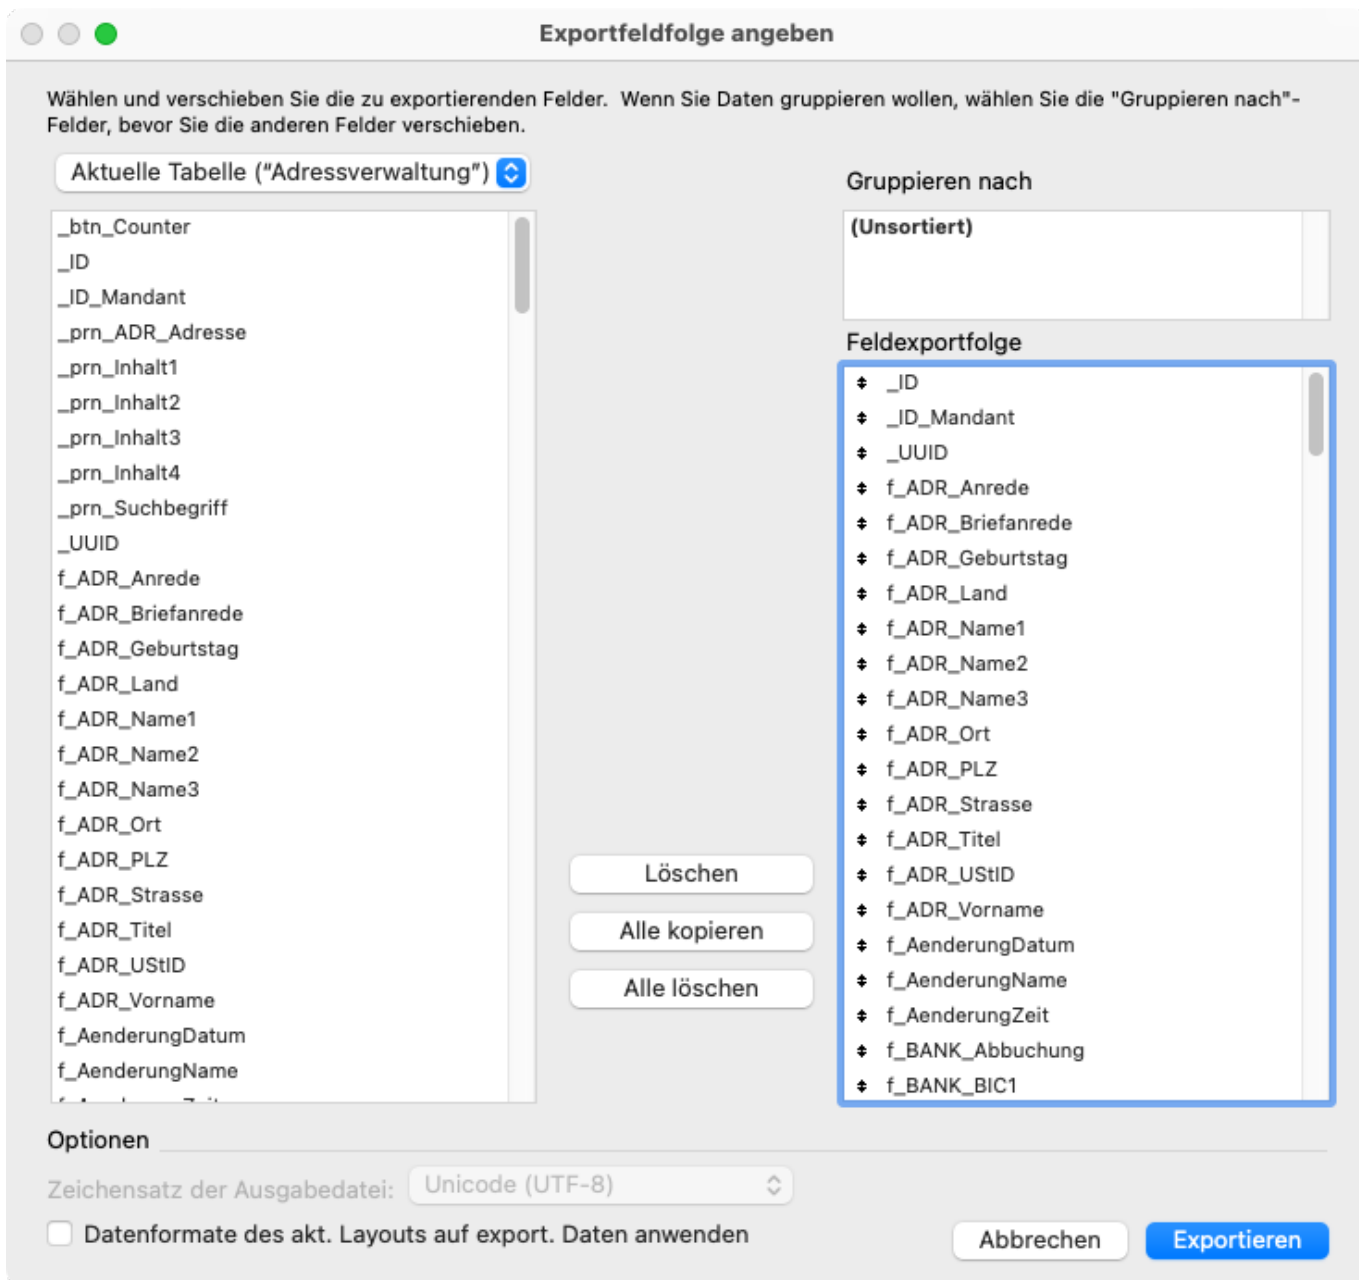 Exportfeldfolge angeben
Wählen und verschieben Sie die zu exportierenden Felder.  Wenn Sie Daten gruppieren wollen, wählen Sie die "Gruppieren nach"-
Felder, bevor Sie die anderen Felder verschieben.
Aktuelle Tabelle (“Adressverwaltung”)
_btn_Counter
_ID
_ID_Mandant
_prn_ADR_Adresse
_prn_Inhalt1
_prn_Inhalt2
_prn_Inhalt3
_prn_Inhalt4
_prn_Suchbegriff
_UUID
f_ADR_Anrede
f_ADR_Briefanrede
f_ADR_Geburtstag
f_ADR_Land
f_ADR_Name1
f_ADR_Name2
f_ADR_Name3
f_ADR_Ort
f_ADR_PLZ
f_ADR_Strasse
f_ADR_Titel
f_ADR_UStID
f_ADR_Vorname
f_AenderungDatum
f_AenderungName
Löschen
Alle kopieren
Alle löschen
Gruppieren nach
(Unsortiert)
Feldexportfolge
_ID
_ID_Mandant
_UUID
f_ADR_Anrede
f_ADR_Briefanrede
f_ADR_Geburtstag
f_ADR_Land
f_ADR_Name1
f_ADR_Name2
f_ADR_Name3
f_ADR_Ort
f_ADR_PLZ
f_ADR_Strasse
f_ADR_Titel
f_ADR_UStID
f_ADR_Vorname
f_AenderungDatum
f_AenderungName
f_AenderungZeit
f_BANK_Abbuchung
f_BANK_BIC1
Optionen
Zeichensatz der Ausgabedatei: Unicode (UTF-8)
Datenformate des akt. Layouts auf export. Daten anwenden
Abbrechen
Exportieren